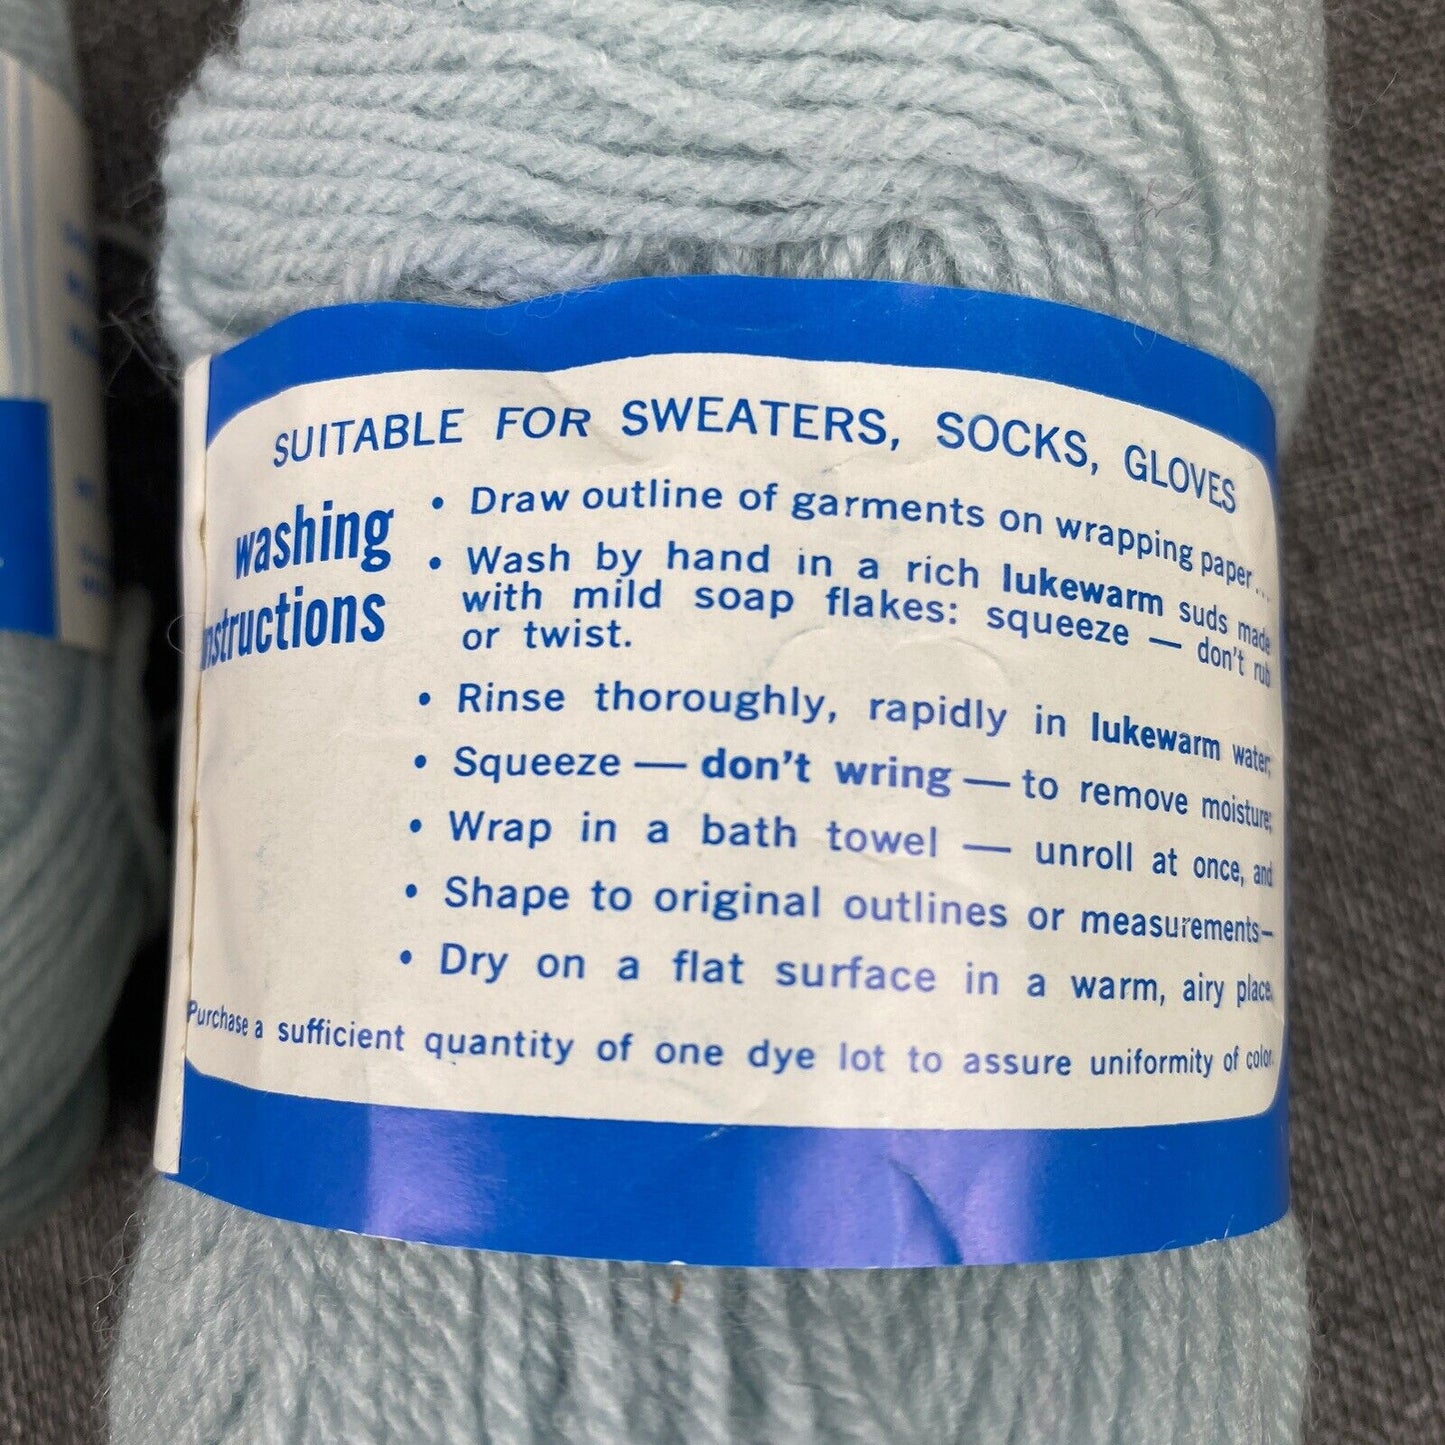 SUITABLE FOR SWEATERS, SOCKS, GLOVES
washing
instructions
• Draw outline of garments on wrapping paper...
• Wash by hand in a rich lukewarm suds made
with mild soap flakes: squeeze — don't rub
or twist.
• Rinse thoroughly, rapidly in lukewarm water;
• Squeeze — don't wring — to remove moisture;
• Wrap in a bath towel — unroll at once, and
• Shape to original outlines or measurements—
• Dry on a flat surface in a warm, airy place.
Purchase a sufficient quantity of one dye lot to assure uniformity of color.